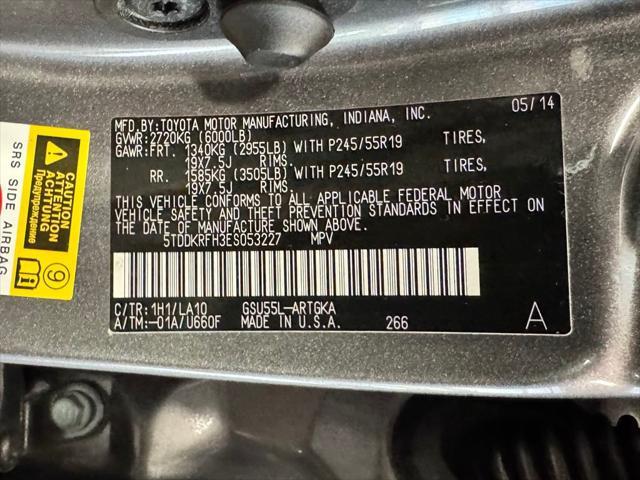 MFD.BY:TOYOTA MOTOR MANUFACTURING, INDIANA, INC. 05/14
GVWR:2720KG (6000LB)
GAWR:FRT. 1340KG (2955LB) WITH P245/55R19 TIRES,
19X7.5J RIMS.
RR. 1585KG (3505LB) WITH P245/55R19 TIRES,
19X7.5J RIMS.
THIS VEHICLE CONFORMS TO ALL APPLICABLE FEDERAL MOTOR
VEHICLE SAFETY AND THEFT PREVENTION STANDARDS IN EFFECT ON
THE DATE OF MANUFACTURE SHOWN ABOVE.
5TDDKRFH3ES053227 MPV
C/TR:1H1/LA10 GSU55L-ARTGKA
A/TM:-01A/U660F MADE IN U.S.A. 266 A
SRS SIDE AIRBAG
CAUTION
ATTENTION
ACHTUNG
Предупреждение
9